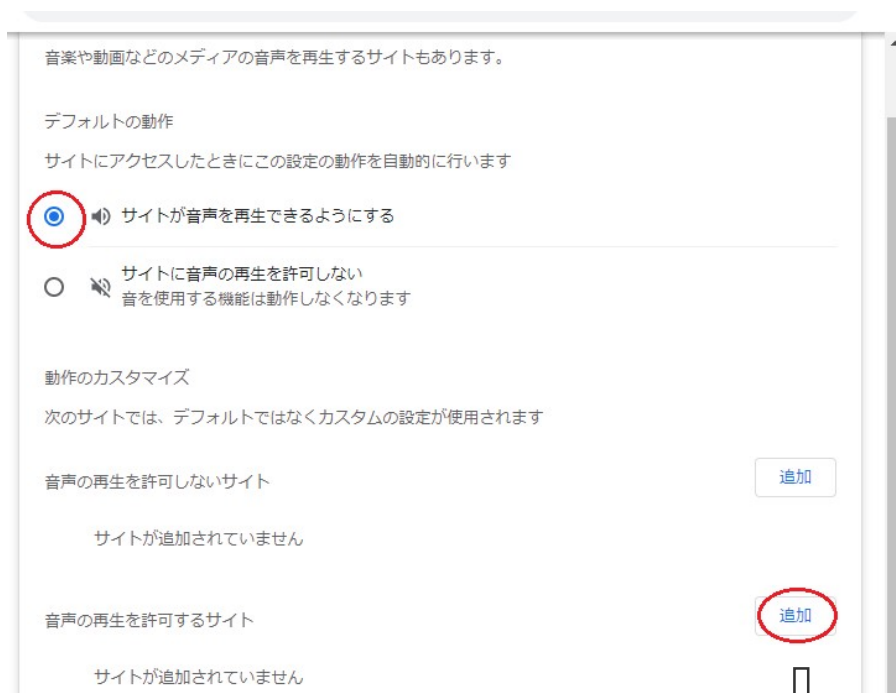 音楽や動画などのメディアの音声を再生するサイトもあります。
デフォルトの動作
サイトにアクセスしたときにこの設定の動作を自動的に行います
サイトが音声を再生できるようにする
サイトに音声の再生を許可しない
音を使用する機能は動作しなくなります
動作のカスタマイズ
次のサイトでは、デフォルトではなくカスタムの設定が使用されます
音声の再生を許可しないサイト
追加
サイトが追加されていません
音声の再生を許可するサイト
追加
サイトが追加されていません